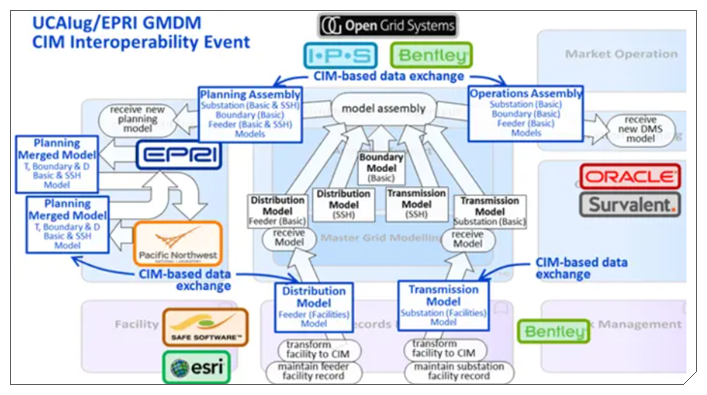 UCAIug/EPRI GMDM
CIM Interoperability Event
Open Grid Systems
I·P·S
Bentley
Market Operation
CIM-based data exchange
Planning Assembly
Substation (Basic & SSH)
Boundary (Basic)
Feeder (Basic & SSH)
Models
model assembly
Operations Assembly
Substation (Basic)
Boundary (Basic)
Feeder (Basic)
Models
receive new
planning
model
receive
new DMS
model
Planning
Merged Model
T, Boundary & D
Basic & SSH
Model
EPRI
Boundary
Model
(Basic)
ORACLE
Survalent.
Planning
Merged Model
T, Boundary & D
Basic & SSH
Model
Distribution
Model
Feeder (Basic)
Distribution
Model
(SSH)
Transmission
Model
(SSH)
Transmission
Model
Substation (Basic)
Pacific Northwest
NATIONAL LABORATORY
receive
Model
Master Grid Modelling
receive
Model
CIM-based data
exchange
CIM-based data
exchange
Distribution
Model
Feeder (Facilities)
Model
Transmission
Model
Substation (Facilities)
Model
Facility
SAFE SOFTWARE™
Records
Bentley
Management
transform
facility to CIM
transform
facility to CIM
esri
maintain feeder
facility record
maintain substation
facility record